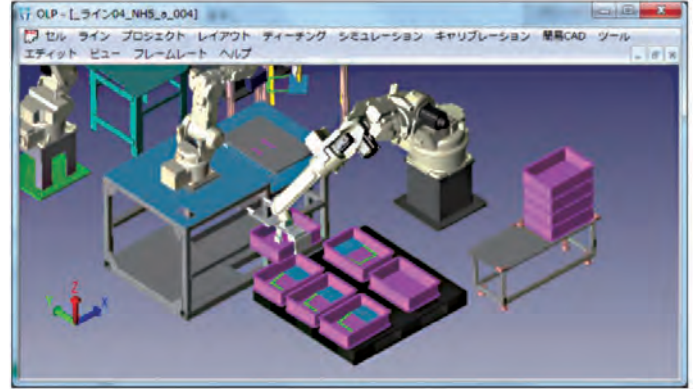 OLP - [_ライン04_NHS_a_004]
セル ライン プロジェクト レイアウト ティーチング シミュレーション キャリブレーション 簡易CAD ツール
エディット ビュー フレームレート ヘルプ
Z
Y X